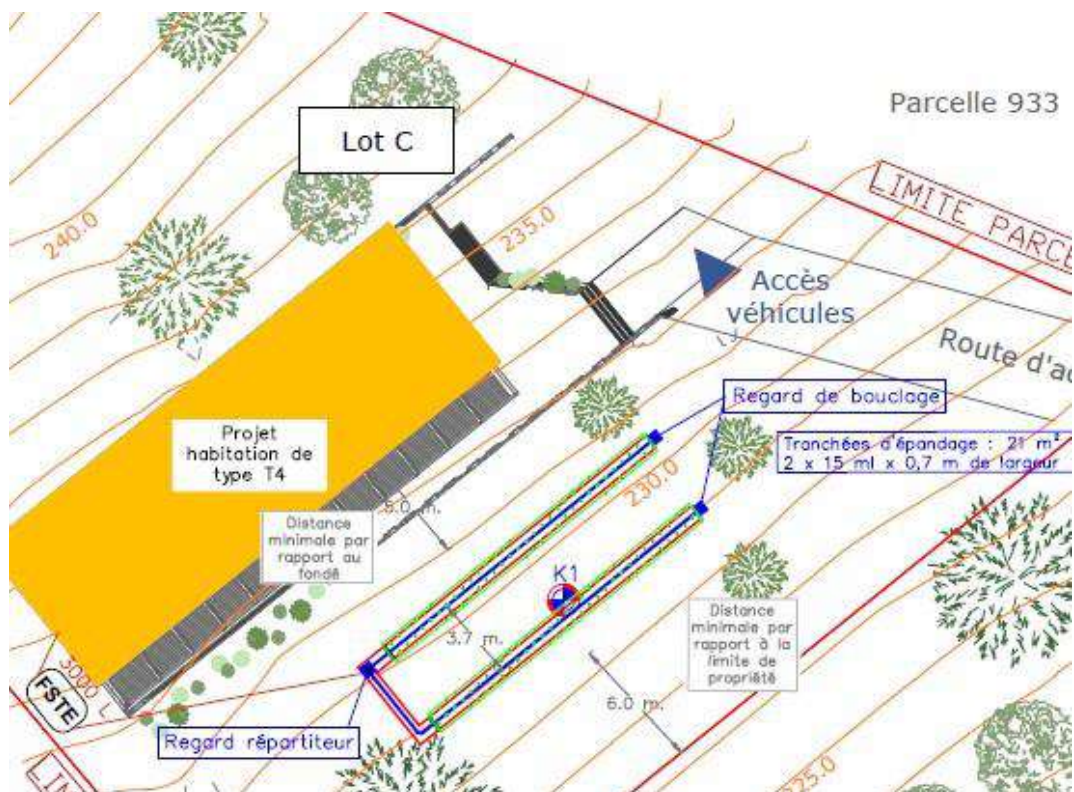 Parcelle 933
Lot C
LIMITE PARCE
240.0
235.0
Accès
véhicules
Route d'ac
Regard de bouclage
Tranchées d'épandage : 21 m²
2 x 15 ml x 0,7 m de largeur
Projet
habitation de
type T4
230.0
5.0 m.
Distance
minimale par
rapport au
fondé
K1
3.7 m.
Distance
minimale par
rapport à la
limite de
propriété
3000 L
FSTE
6.0 m.
Regard répartiteur
LIM
225.0